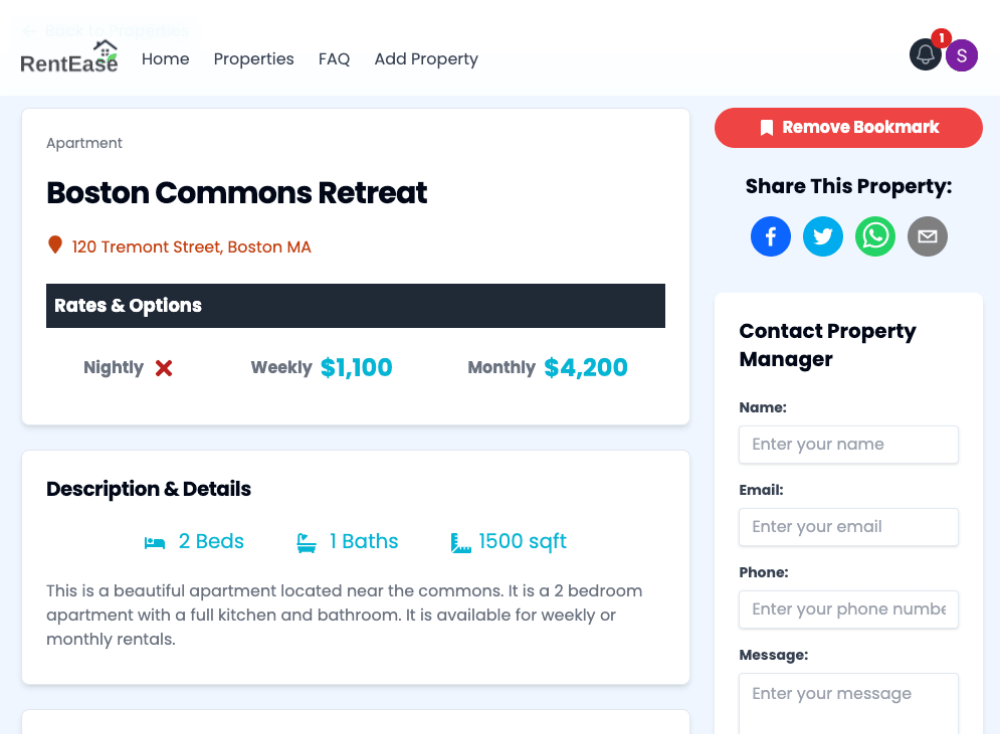 ← Back to Properties
RentEase
Home
Properties
FAQ
Add Property
1
S
Apartment
Boston Commons Retreat
120 Tremont Street, Boston MA
Rates & Options
Nightly
Weekly $1,100
Monthly $4,200
Description & Details
2 Beds
1 Baths
1500 sqft
This is a beautiful apartment located near the commons. It is a 2 bedroom
apartment with a full kitchen and bathroom. It is available for weekly or
monthly rentals.
Remove Bookmark
Share This Property:
Contact Property
Manager
Name:
Enter your name
Email:
Enter your email
Phone:
Enter your phone numbe
Message:
Enter your message